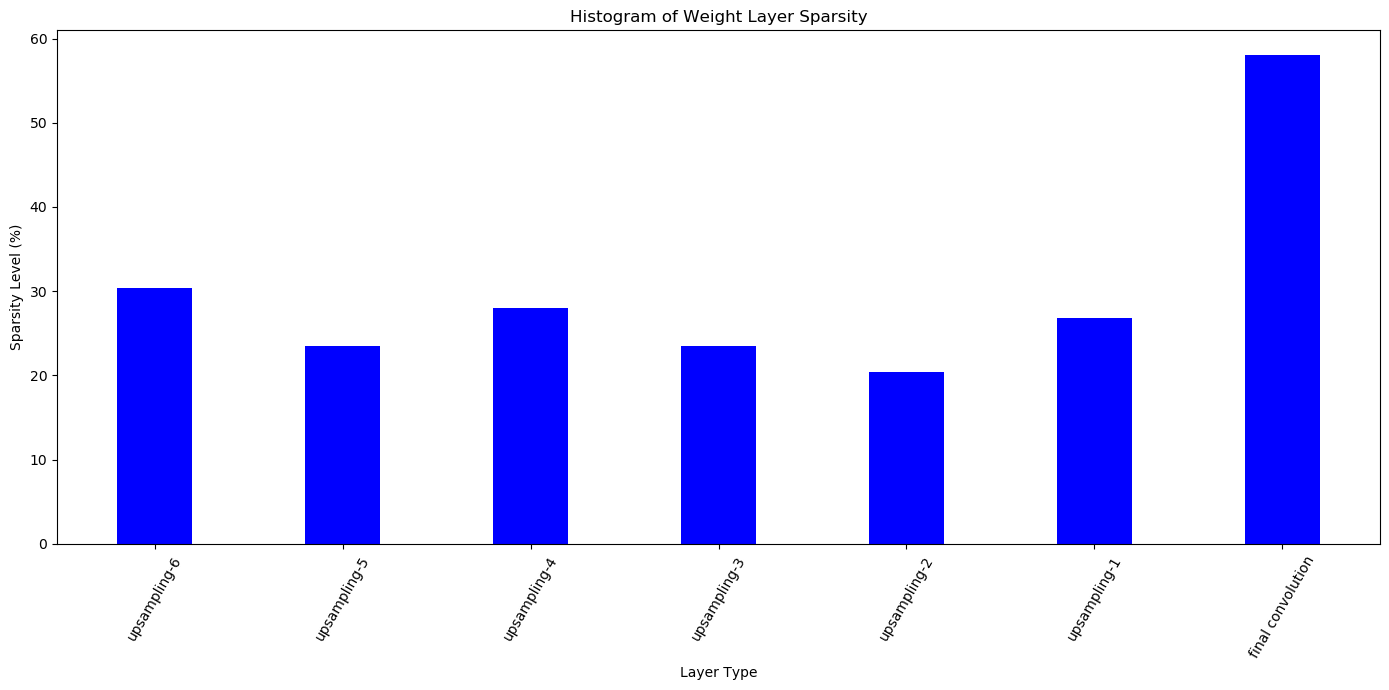 Histogram of Weight Layer Sparsity
Sparsity Level (%)
60
50
40
30
20
10
0
upsampling-6
upsampling-5
upsampling-4
upsampling-3
upsampling-2
upsampling-1
final convolution
Layer Type